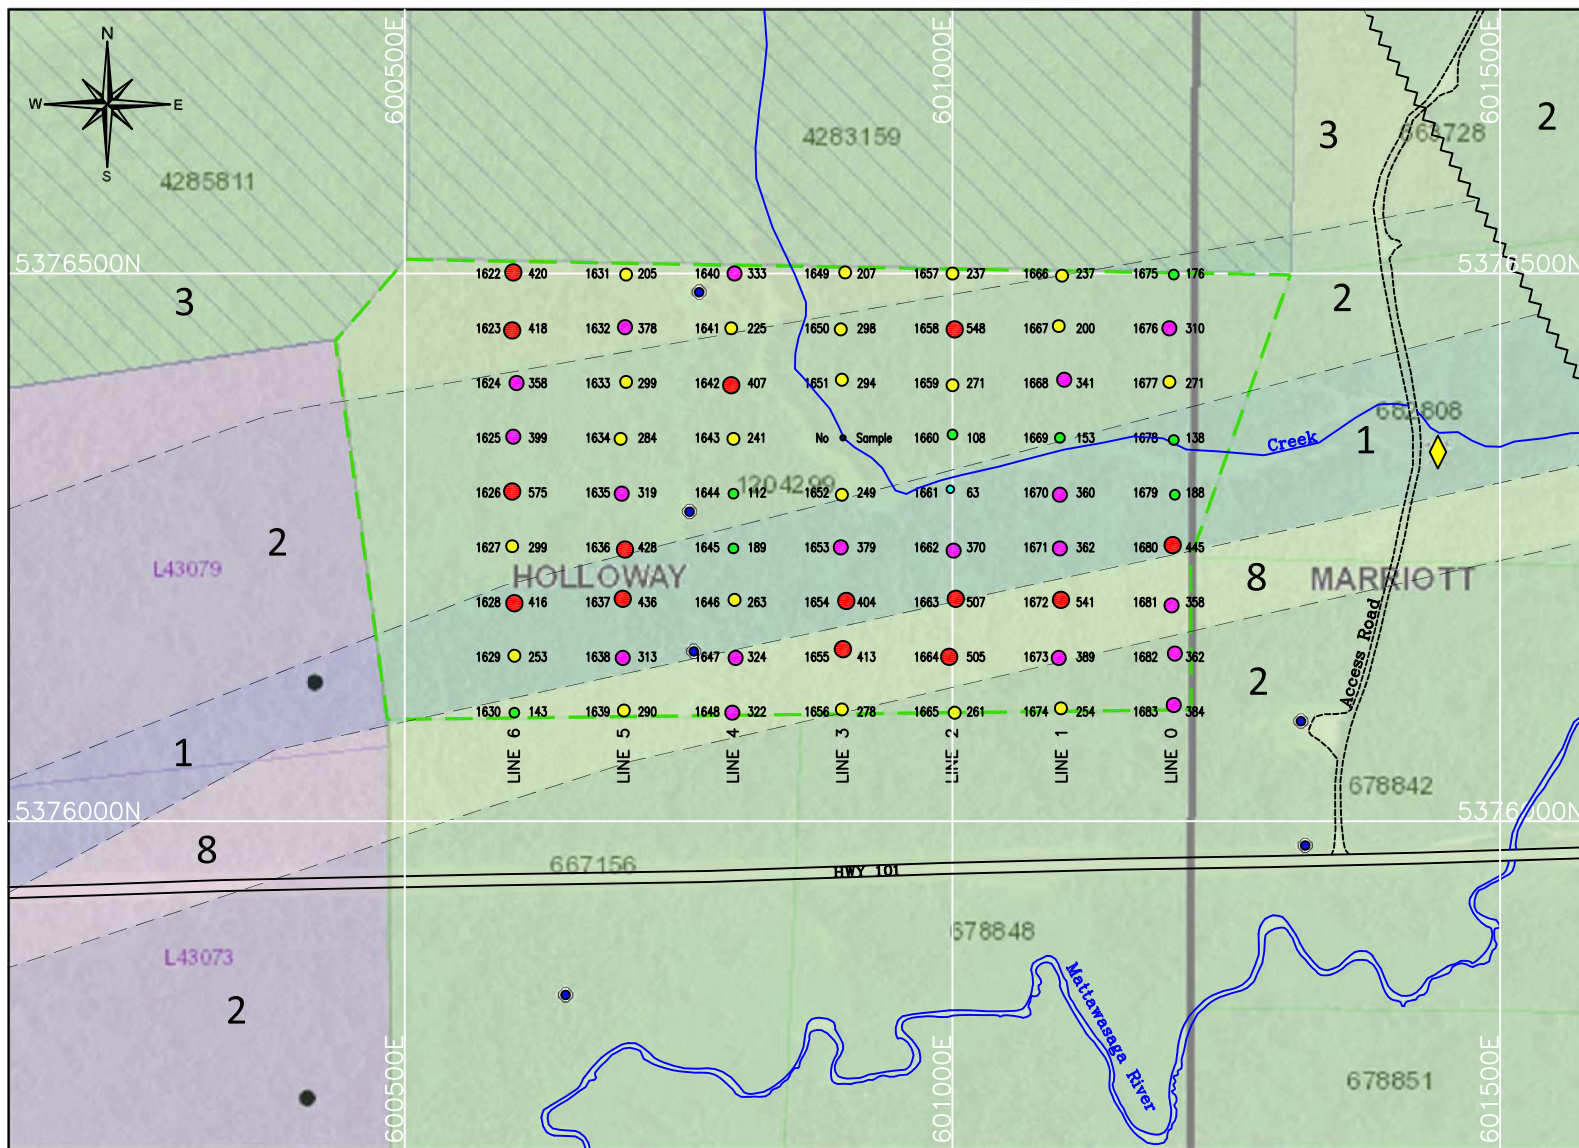 N
W E
S
600500E
601000E
601500E
4283159
4285811
663728
3
2
5376500N
5376500N
3
2
1622 420 1631 205 1640 333 1649 207 1657 237 1666 237 1675 176
1623 418 1632 378 1641 225 1650 298 1658 548 1667 200 1676 310
1624 358 1633 299 1642 407 1651 294 1659 271 1668 341 1677 271
682808
1625 399 1634 284 1643 241 No Sample 1660 108 1669 153 1678 138
Creek
1
1204299
1626 575 1635 319 1644 112 1652 249 1661 63 1670 360 1679 188
2
1627 299 1636 428 1645 189 1653 379 1662 370 1671 362 1680 445
L43079
HOLLOWAY
8
MARRIOTT
1628 416 1637 436 1646 263 1654 404 1663 507 1672 541 1681 358
1629 253 1638 313 1647 324 1655 413 1664 505 1673 389 1682 362
Access Road
2
1630 143 1639 290 1648 322 1656 278 1665 261 1674 254 1683 384
LINE 6
LINE 5
LINE 4
LINE 3
LINE 2
LINE 1
LINE 0
1
678842
5376000N
8
667156
HWY 101
678848
L43073
2
Mattawasaga River
678851
600500E
601000E
601500E